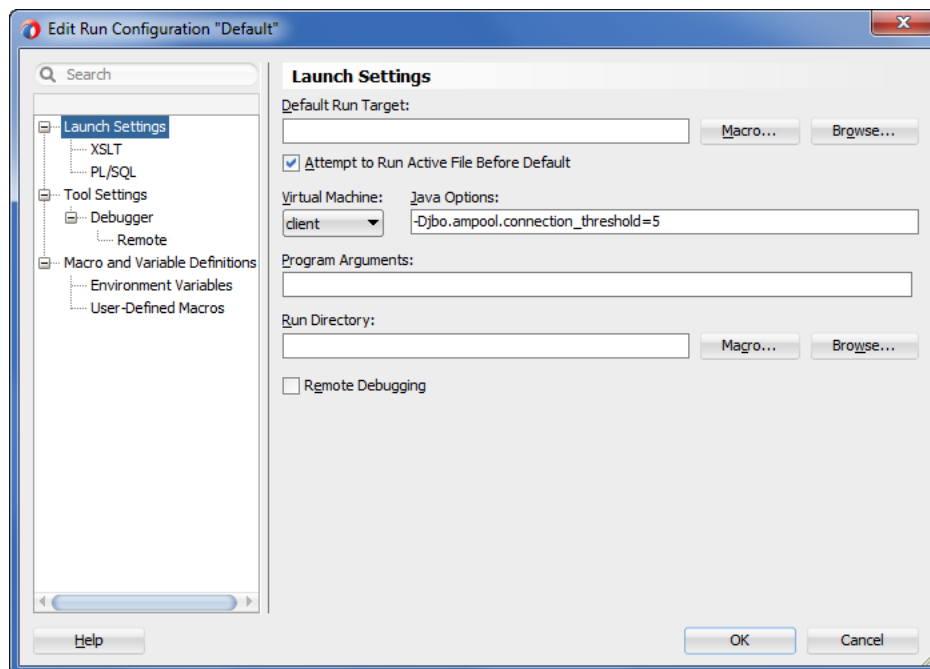 Edit Run Configuration "Default"
Search
Launch Settings
XSLT
PL/SQL
Tool Settings
Debugger
Remote
Macro and Variable Definitions
Environment Variables
User-Defined Macros
Launch Settings
Default Run Target:
Macro... Browse...
Attempt to Run Active File Before Default
Virtual Machine: Java Options:
client -Djbo.ampool.connection_threshold=5
Program Arguments:
Run Directory:
Macro... Browse...
Remote Debugging
Help OK Cancel